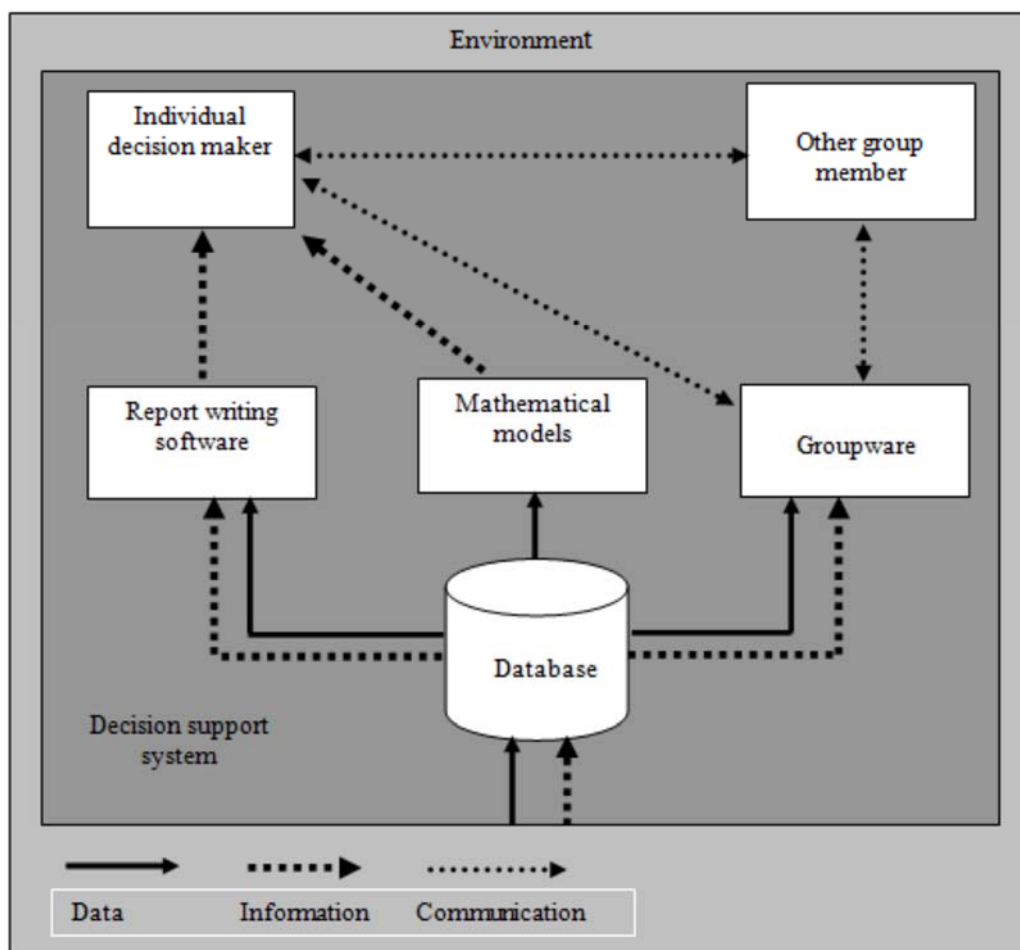 Environment
Individual
decision maker
Other group
member
Report writing
software
Mathematical
models
Groupware
Database
Decision support
system
Data
Information
Communication